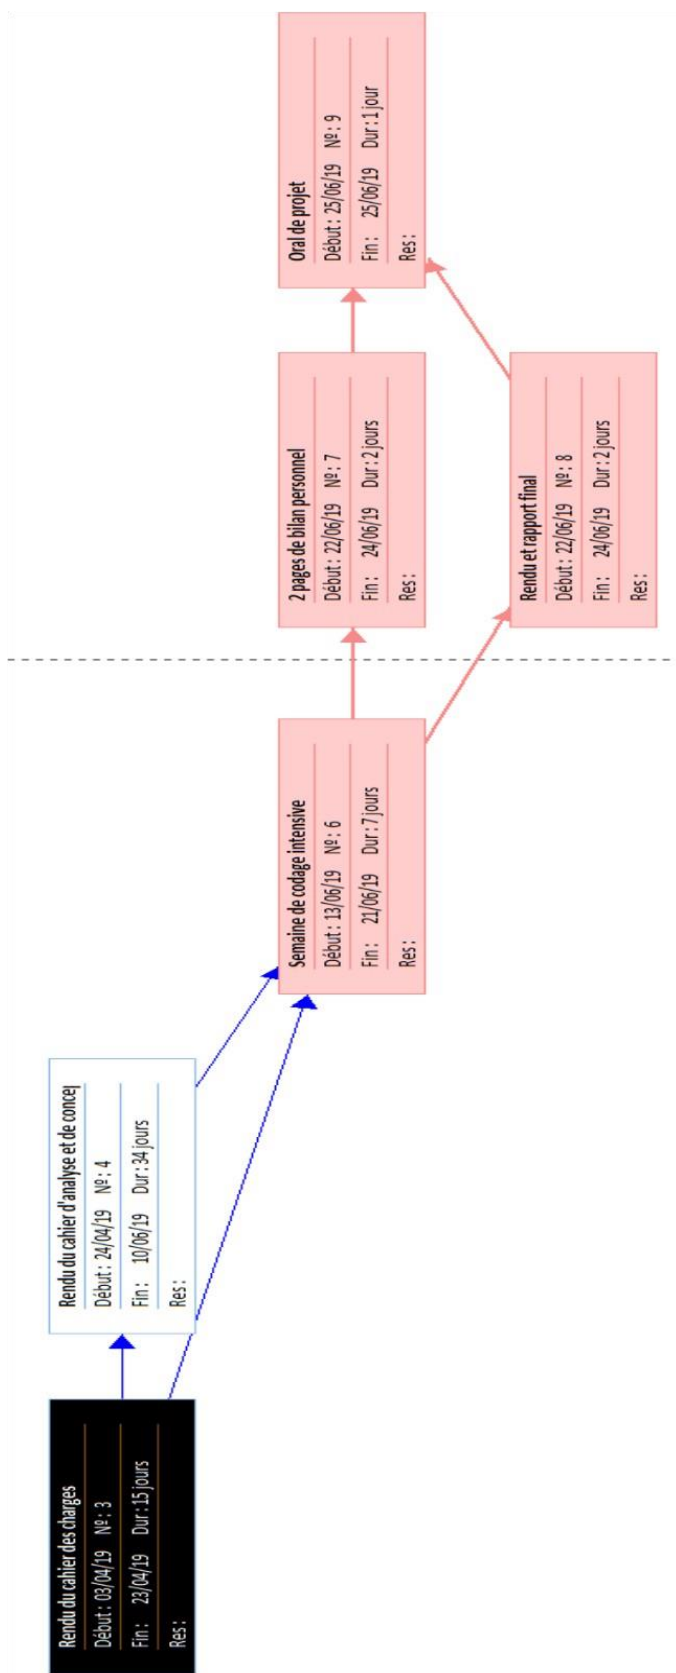 Rendu du cahier des charges
Début : 03/04/19 Nº : 3
Fin : 23/04/19 Dur : 15 jours
Res :
Rendu du cahier d'analyse et de concej
Début : 24/04/19 Nº : 4
Fin : 10/06/19 Dur : 34 jours
Res :
Semaine de codage intensive
Début : 13/06/19 Nº : 6
Fin : 21/06/19 Dur : 7 jours
Res :
2 pages de bilan personnel
Début : 22/06/19 Nº : 7
Fin : 24/06/19 Dur : 2 jours
Res :
Rendu et rapport final
Début : 22/06/19 Nº : 8
Fin : 24/06/19 Dur : 2 jours
Res :
Oral de projet
Début : 25/06/19 Nº : 9
Fin : 25/06/19 Dur : 1 jour
Res :